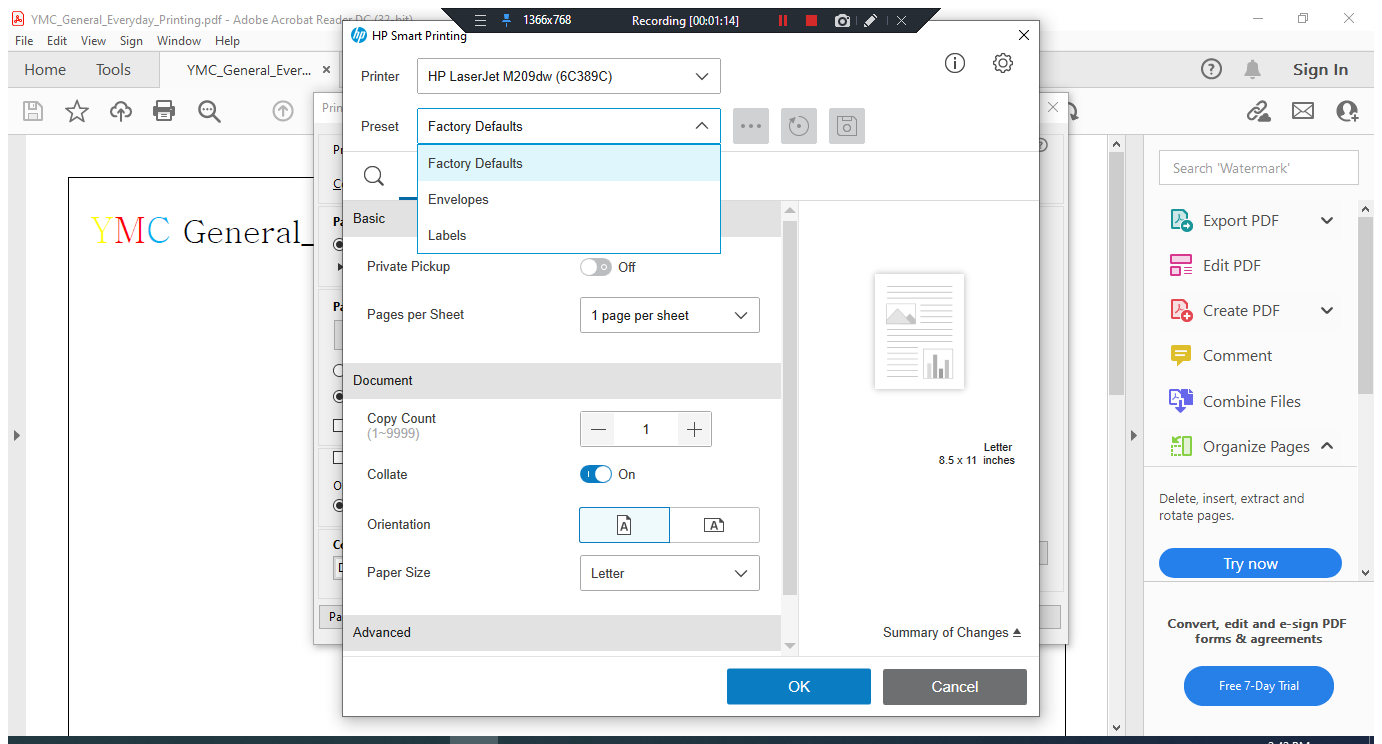 YMC_General_Everyday_Printing.pdf - Adobe Acrobat Reader DC (32-bit)
1366x768
Recording [00:01:14]
File Edit View Sign Window Help
hp HP Smart Printing
Home Tools YMC_General_Ever...
Sign In
Printer HP LaserJet M209dw (6C389C)
Preset Factory Defaults
Factory Defaults
Envelopes
Labels
Basic
Private Pickup Off
Pages per Sheet 1 page per sheet
Document
Copy Count
(1~9999)
1
Collate On
Orientation
Paper Size Letter
Advanced
Letter
8.5 x 11 inches
Summary of Changes
OK Cancel
YMC General_
Search 'Watermark'
Export PDF
Edit PDF
Create PDF
Comment
Combine Files
Organize Pages
Delete, insert, extract and
rotate pages.
Try now
Convert, edit and e-sign PDF
forms & agreements
Free 7-Day Trial